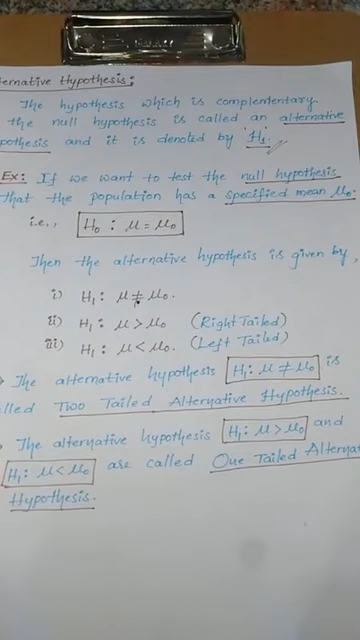 ternative Hypothesis:
The hypothesis which is complementary
the null hypothesis is called an alternative
pothesis and it is denoted by 'H₁'.
Ex: If we want to test the null hypothesis
that the population has a specified mean μ₀.
i.e., H₀ : μ = μ₀
Then the alternative hypothesis is given by,
i) H₁ : μ ≠ μ₀.
ii) H₁ : μ > μ₀ (Right Tailed)
iii) H₁ : μ < μ₀. (Left Tailed)
The alternative hypothesis H₁ : μ ≠ μ₀ is
lled Two Tailed Alternative Hypothesis.
The alternative hypothesis H₁ : μ > μ₀ and
H₁ : μ < μ₀ are called One Tailed Alternat
Hypothesis.